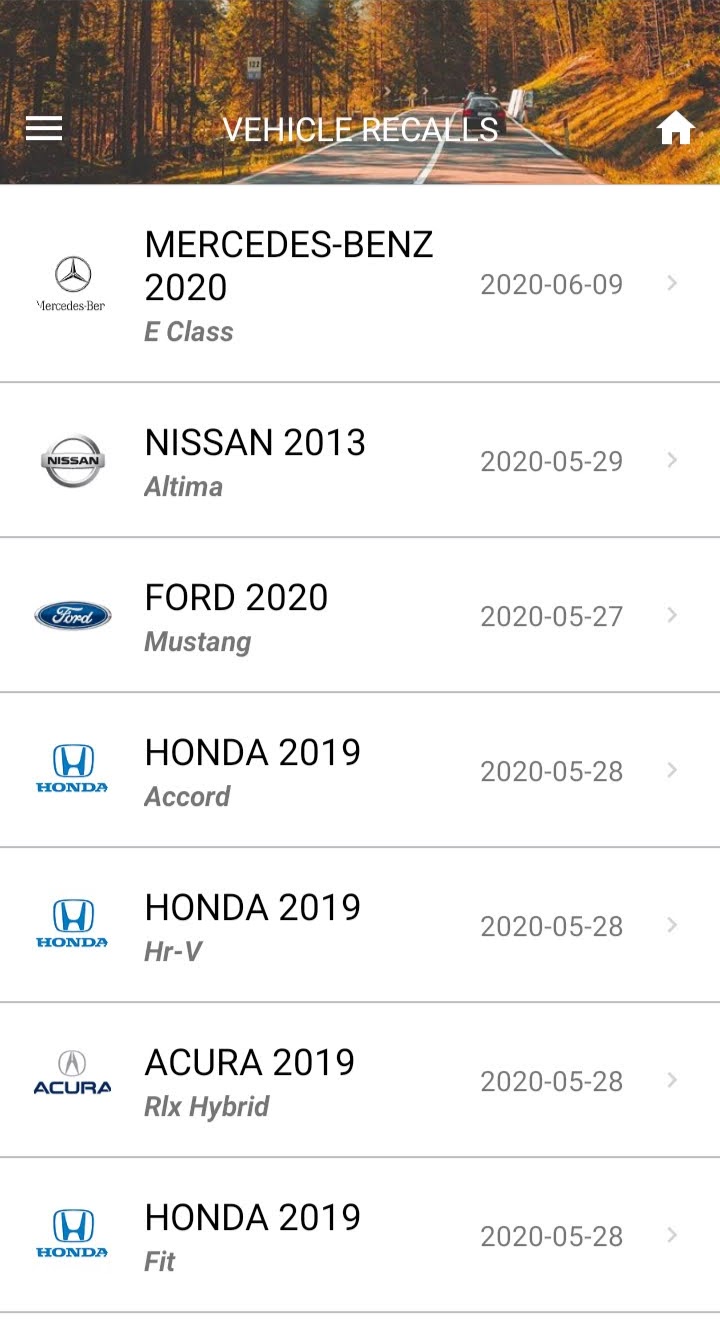 VEHICLE RECALLS
MERCEDES-BENZ
2020
E Class
2020-06-09
Mercedes-Ben
NISSAN 2013
Altima
2020-05-29
NISSAN
FORD 2020
Mustang
2020-05-27
Ford
HONDA 2019
Accord
2020-05-28
HONDA
HONDA 2019
Hr-V
2020-05-28
HONDA
ACURA 2019
Rlx Hybrid
2020-05-28
ACURA
HONDA 2019
Fit
2020-05-28
HONDA